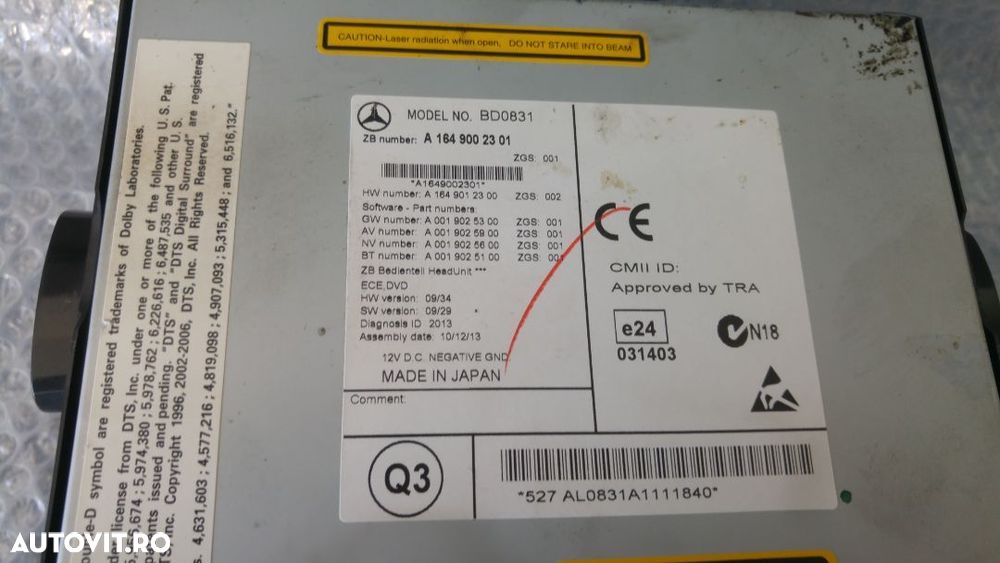 CAUTION-Laser radiation when open, DO NOT STARE INTO BEAM
MODEL NO. BD0831
ZB number: A 164 900 23 01
ZGS: 001
*A1649002301*
HW number: A 164 901 23 00 ZGS: 002
Software - Part numbers
GW number: A 001 902 53 00 ZGS: 001
AV number: A 001 902 59 00 ZGS: 001
NV number: A 001 902 56 00 ZGS: 001
BT number: A 001 902 51 00 ZGS: 001
ZB Bedienteil HeadUnit ***
ECE,DVD
HW version: 09/34
SW version: 09/29
Diagnosis ID 2013
Assembly date: 10/12/13
12V D.C. NEGATIVE GND
MADE IN JAPAN
Comment:
CE
CMII ID:
Approved by TRA
e24
031403
N18
Q3
*527 AL0831A1111840*
e-D symbol are registered trademarks of Dolby Laboratories.
license from DTS, Inc. under one or more of the following U.S. Pat.
5,974,380 ; 5,978,762 ; 6,226,616 ; 6,487,535 and other U.S.
issued and pending. "DTS" and "DTS Digital Surround" are registered
Inc. Copyright 1996, 2002-2006, DTS, Inc. All Rights Reserved.
s. 4,631,603 ; 4,577,216 ; 4,819,098 ; 4,907,093 ; 5,315,448 ; and 6,516,132."
AUTOVIT.RO